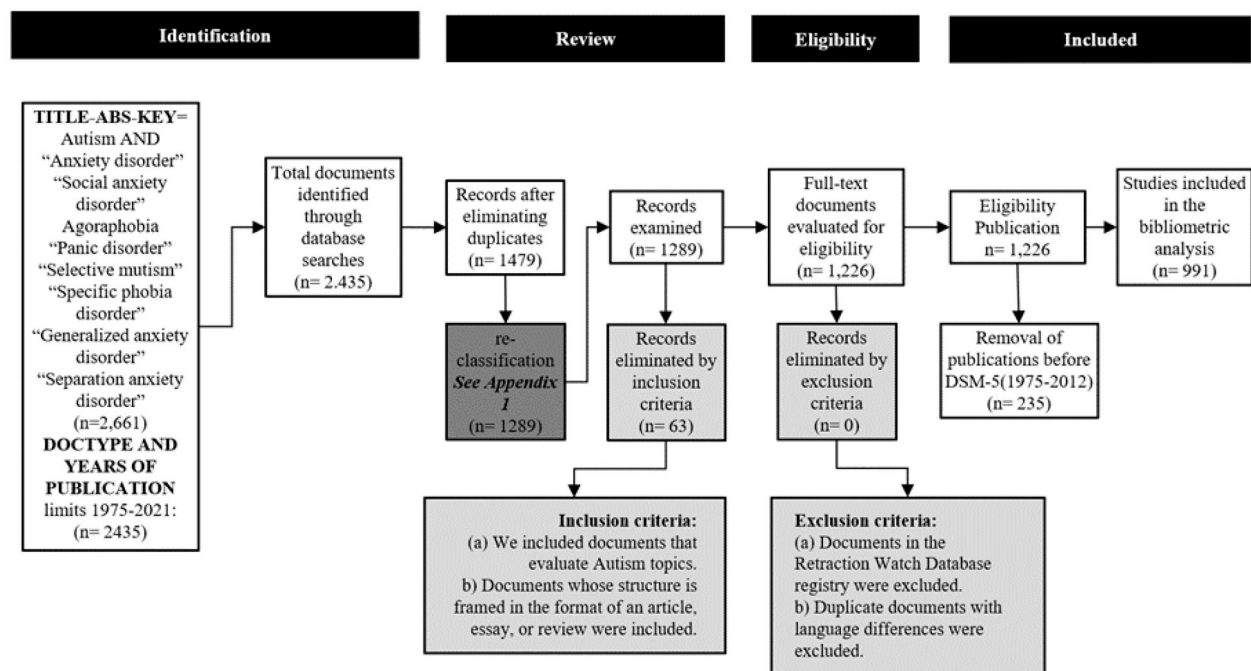 Identification
Review
Eligibility
Included
TITLE-ABS-KEY=
Autism AND
“Anxiety disorder”
“Social anxiety
disorder”
Agoraphobia
“Panic disorder”
“Selective mutism”
“Specific phobia
disorder”
“Generalized anxiety
disorder”
“Separation anxiety
disorder”
(n=2,661)
DOCTYPE AND
YEARS OF
PUBLICATION
limits 1975-2021:
(n= 2435)
Total documents
identified
through
database
searches
(n= 2.435)
Records after
eliminating
duplicates
(n= 1479)
re-
classification
See Appendix
1
(n= 1289)
Records
examined
(n= 1289)
Records
eliminated by
inclusion
criteria
(n= 63)
Inclusion criteria:
(a) We included documents that
evaluate Autism topics.
b) Documents whose structure is
framed in the format of an article,
essay, or review were included.
Full-text
documents
evaluated for
eligibility
(n= 1,226)
Records
eliminated by
exclusion
criteria
(n= 0)
Exclusion criteria:
(a) Documents in the
Retraction Watch Database
registry were excluded.
b) Duplicate documents with
language differences were
excluded.
Eligibility
Publication
n= 1,226
Removal of
publications before
DSM-5(1975-2012)
(n= 235)
Studies included
in the
bibliometric
analysis
(n= 991)